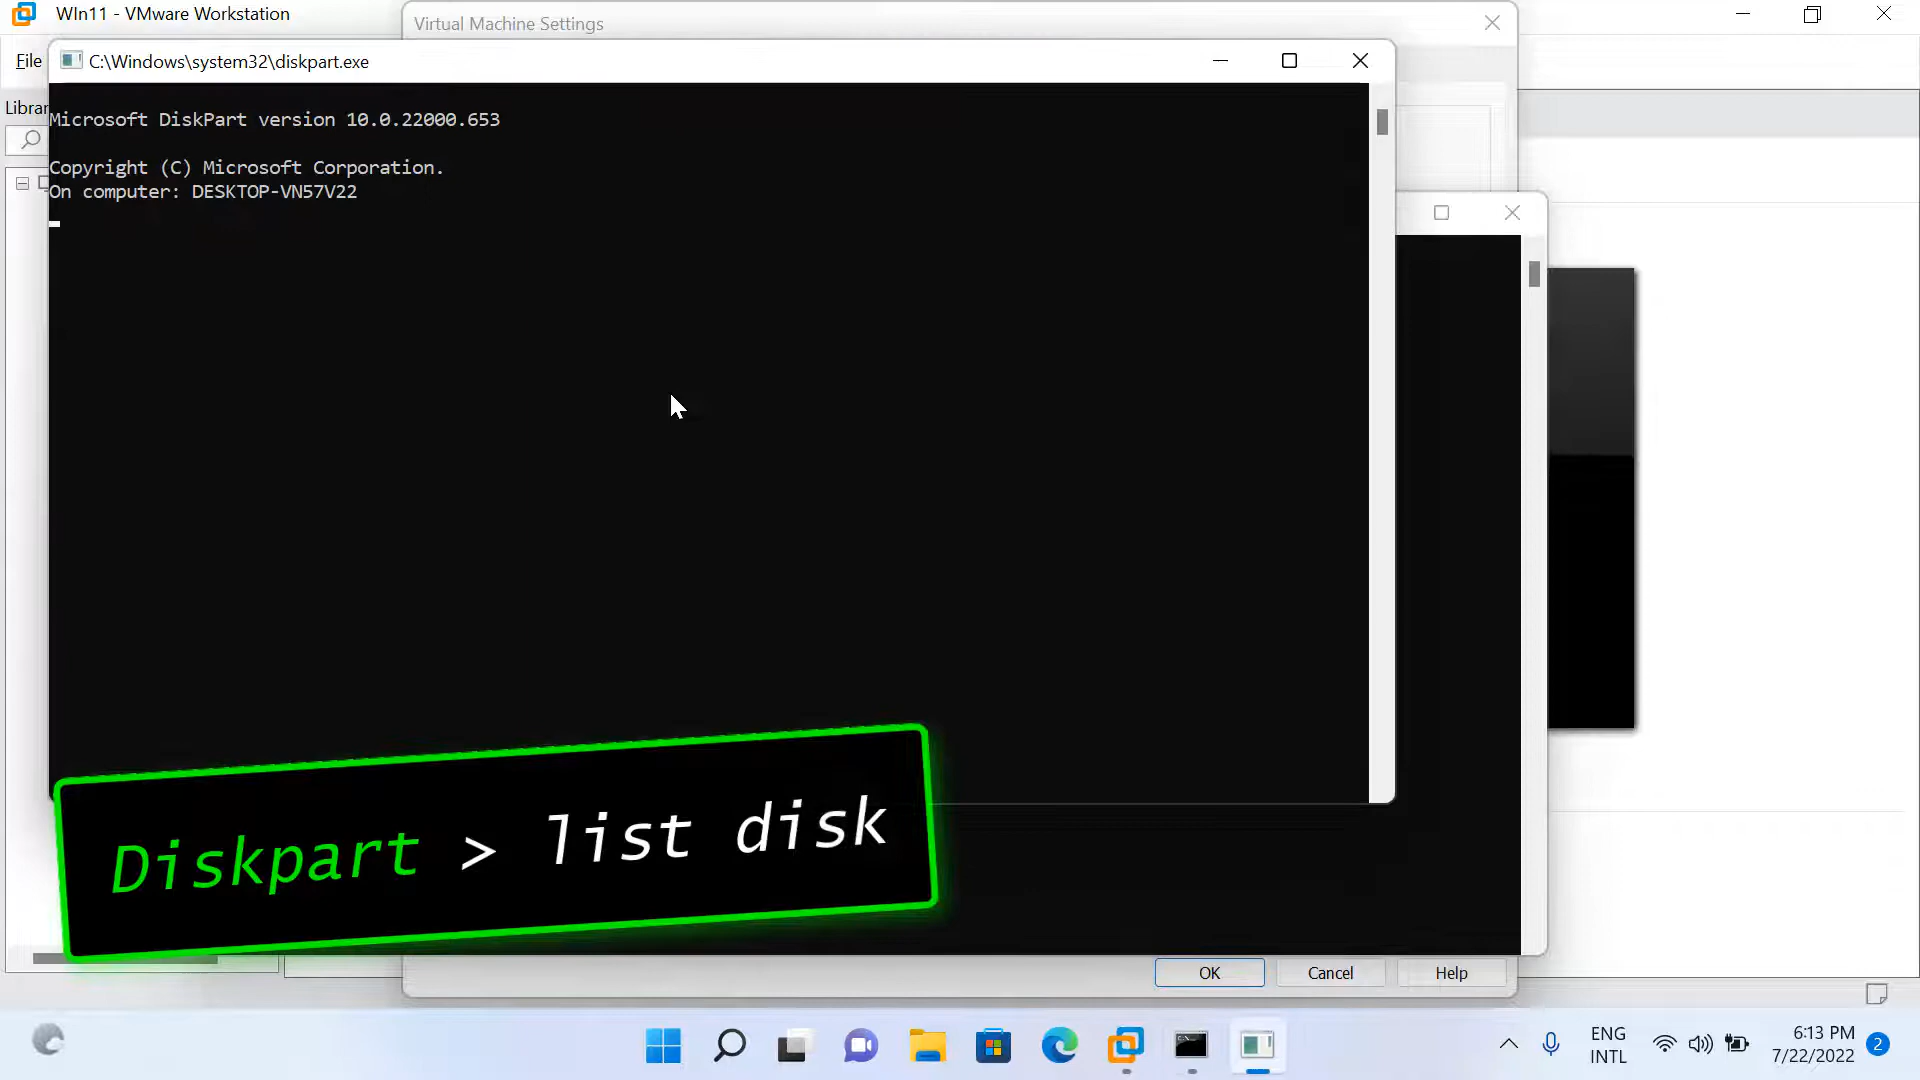 WIn11 - VMware Workstation
Virtual Machine Settings
File
C:\Windows\system32\diskpart.exe
Librar
Microsoft DiskPart version 10.0.22000.653
Copyright (C) Microsoft Corporation.
On computer: DESKTOP-VN57V22
Diskpart > list disk
OK
Cancel
Help
ENG
INTL
6:13 PM
7/22/2022
2